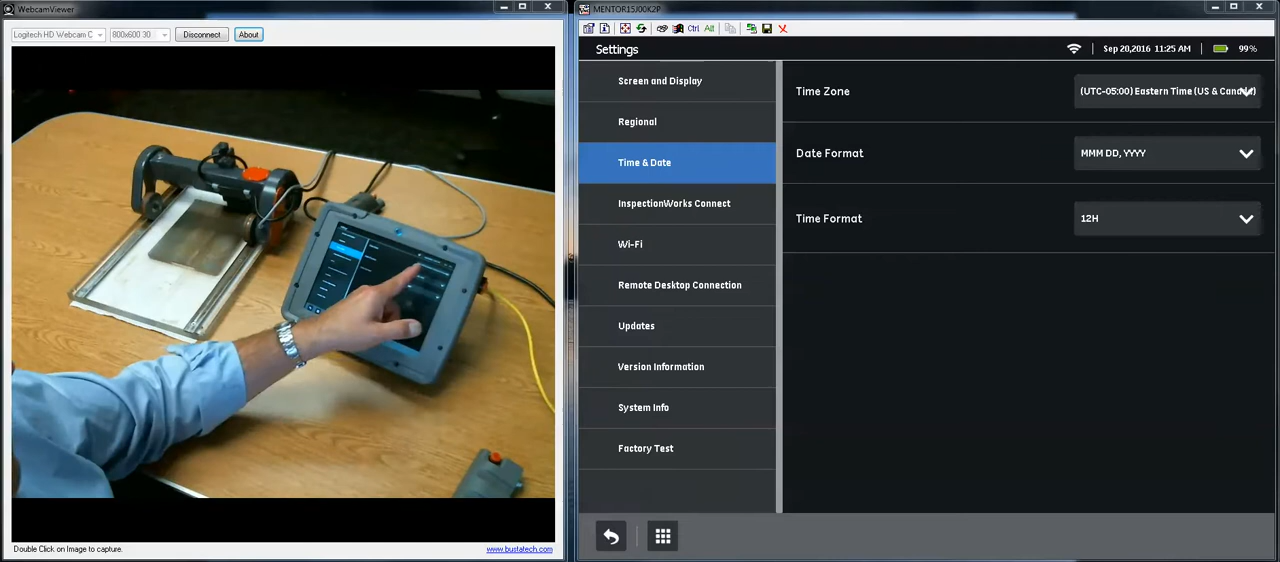 WebcamViewer
Logitech HD Webcam C
800x600 30
Disconnect
About
Double Click on Image to capture.
www.bustatech.com
MENTOR15J00K2P
Ctrl Alt
Settings
Sep 20,2016 11:25 AM
99%
Screen and Display
Regional
Time & Date
InspectionWorks Connect
Wi-Fi
Remote Desktop Connection
Updates
Version Information
System Info
Factory Test
Time Zone
(UTC-05:00) Eastern Time (US & Canada)
Date Format
MMM DD, YYYY
Time Format
12H